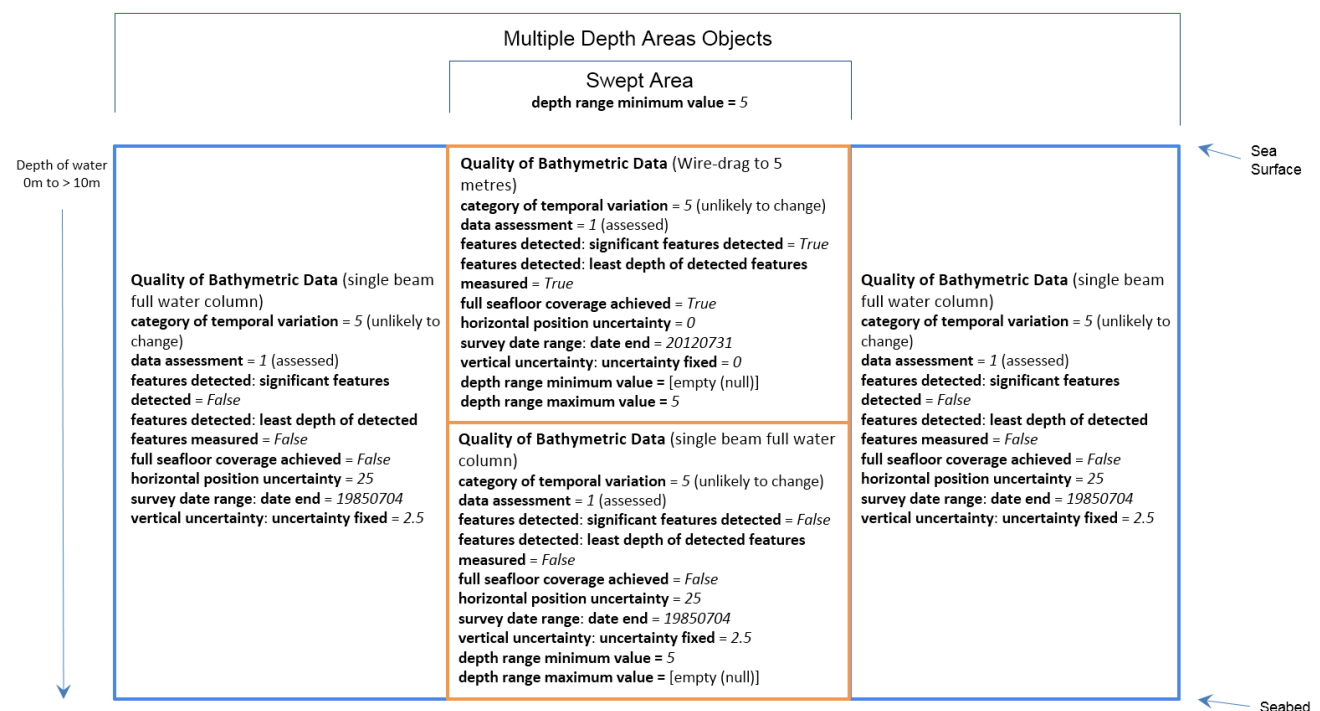 Multiple Depth Areas Objects
Swept Area
depth range minimum value = 5
Depth of water
0m to > 10m
Sea
Surface
Quality of Bathymetric Data (single beam
full water column)
category of temporal variation = 5 (unlikely to
change)
data assessment = 1 (assessed)
features detected: significant features
detected = False
features detected: least depth of detected
features measured = False
full seafloor coverage achieved = False
horizontal position uncertainty = 25
survey date range: date end = 19850704
vertical uncertainty: uncertainty fixed = 2.5
Quality of Bathymetric Data (Wire-drag to 5
metres)
category of temporal variation = 5 (unlikely to change)
data assessment = 1 (assessed)
features detected: significant features detected = True
features detected: least depth of detected features
measured = True
full seafloor coverage achieved = True
horizontal position uncertainty = 0
survey date range: date end = 20120731
vertical uncertainty: uncertainty fixed = 0
depth range minimum value = [empty (null)]
depth range maximum value = 5
Quality of Bathymetric Data (single beam full water
column)
category of temporal variation = 5 (unlikely to change)
data assessment = 1 (assessed)
features detected: significant features detected = False
features detected: least depth of detected features
measured = False
full seafloor coverage achieved = False
horizontal position uncertainty = 25
survey date range: date end = 19850704
vertical uncertainty: uncertainty fixed = 2.5
depth range minimum value = 5
depth range maximum value = [empty (null)]
Quality of Bathymetric Data (single beam
full water column)
category of temporal variation = 5 (unlikely to
change)
data assessment = 1 (assessed)
features detected: significant features
detected = False
features detected: least depth of detected
features measured = False
full seafloor coverage achieved = False
horizontal position uncertainty = 25
survey date range: date end = 19850704
vertical uncertainty: uncertainty fixed = 2.5
Seabed